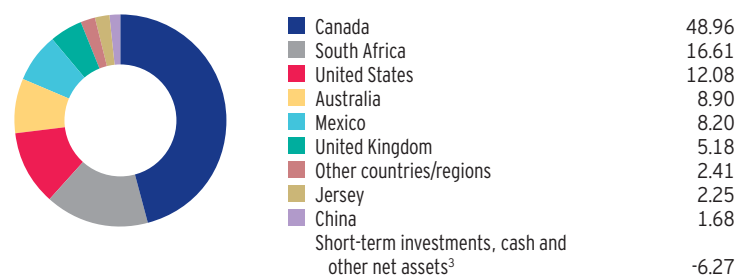 Canada 48.96
South Africa 16.61
United States 12.08
Australia 8.90
Mexico 8.20
United Kingdom 5.18
Other countries/regions 2.41
Jersey 2.25
China 1.68
Short-term investments, cash and
other net assets³ -6.27